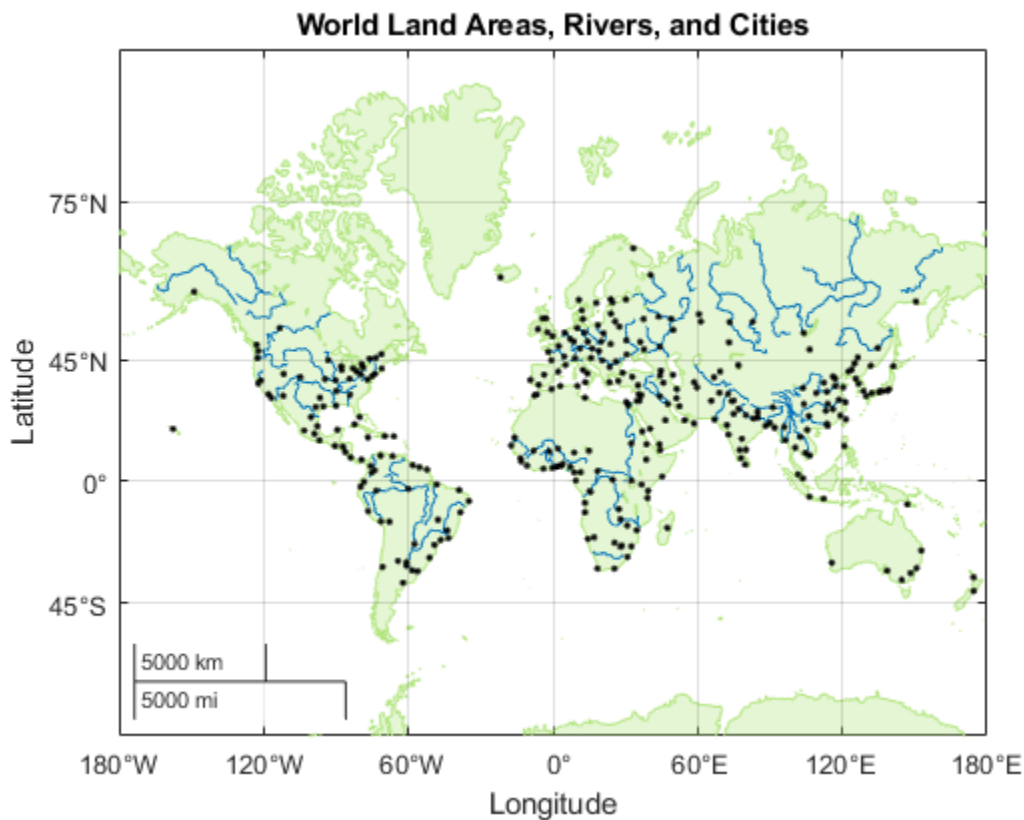 World Land Areas, Rivers, and Cities
75°N
45°N
0°
45°S
Latitude
5000 km
5000 mi
180°W
120°W
60°W
0°
60°E
120°E
180°E
Longitude